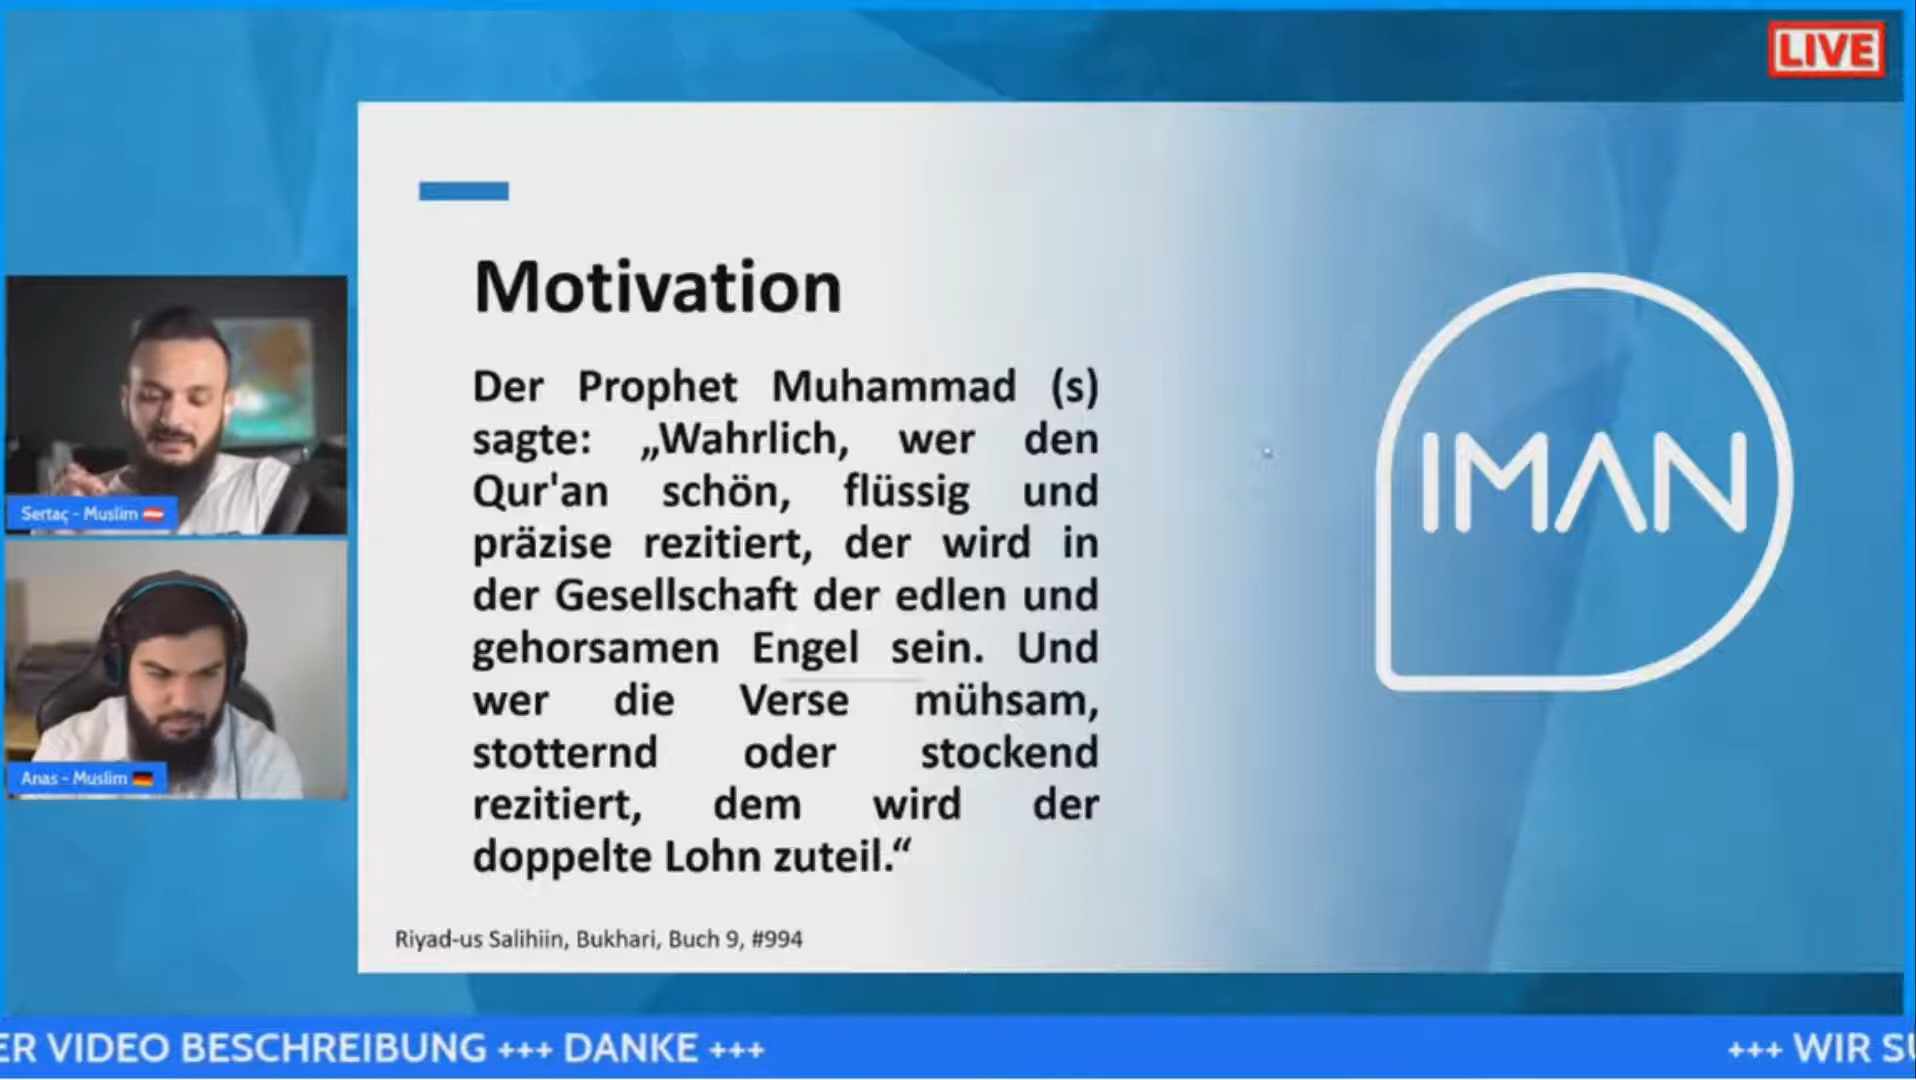 LIVE
Motivation
Der Prophet Muhammad (s)
sagte: „Wahrlich, wer den
Qur'an schön, flüssig und
präzise rezitiert, der wird in
der Gesellschaft der edlen und
gehorsamen Engel sein. Und
wer die Verse mühsam,
stotternd oder stockend
rezitiert, dem wird der
doppelte Lohn zuteil.“
Riyad-us Salihiin, Bukhari, Buch 9, #994
IMAN
Sertaç - Muslim
Anas - Muslim
ER VIDEO BESCHREIBUNG +++ DANKE +++
+++ WIR SU